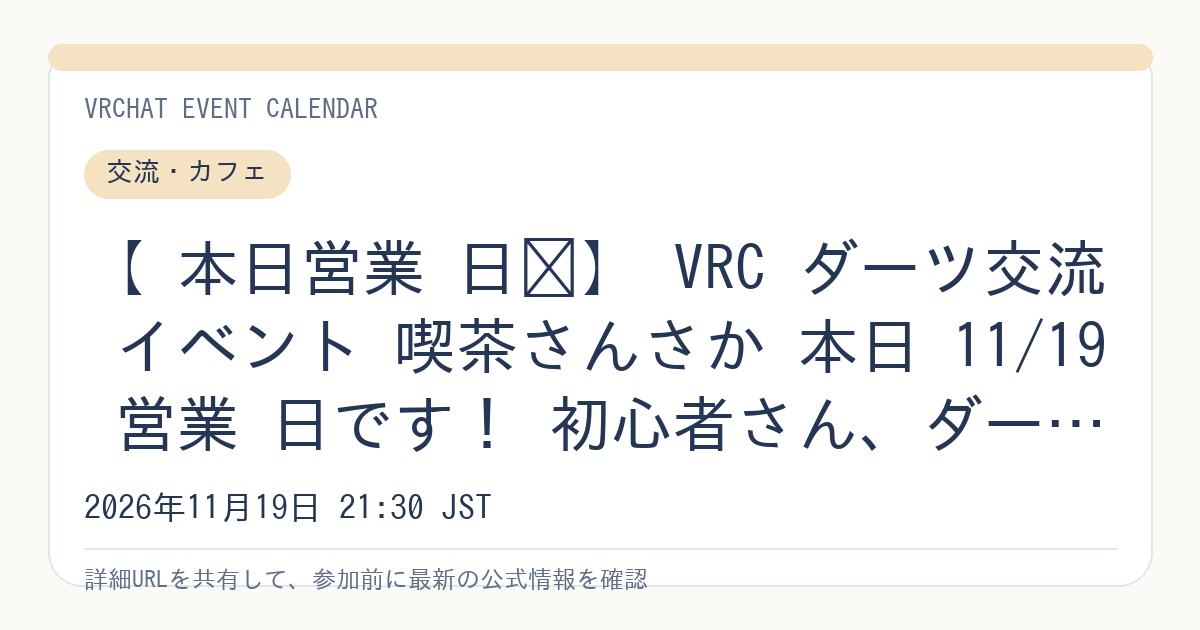 VRCHAT EVENT CALENDAR
交流・カフェ
【 本日営業 日】 VRC ダーツ交流
イベント 喫茶さんさか 本日 11/19
営業 日です！ 初心者さん、ダー…
2026年11月19日 21:30 JST
詳細URLを共有して、参加前に最新の公式情報を確認